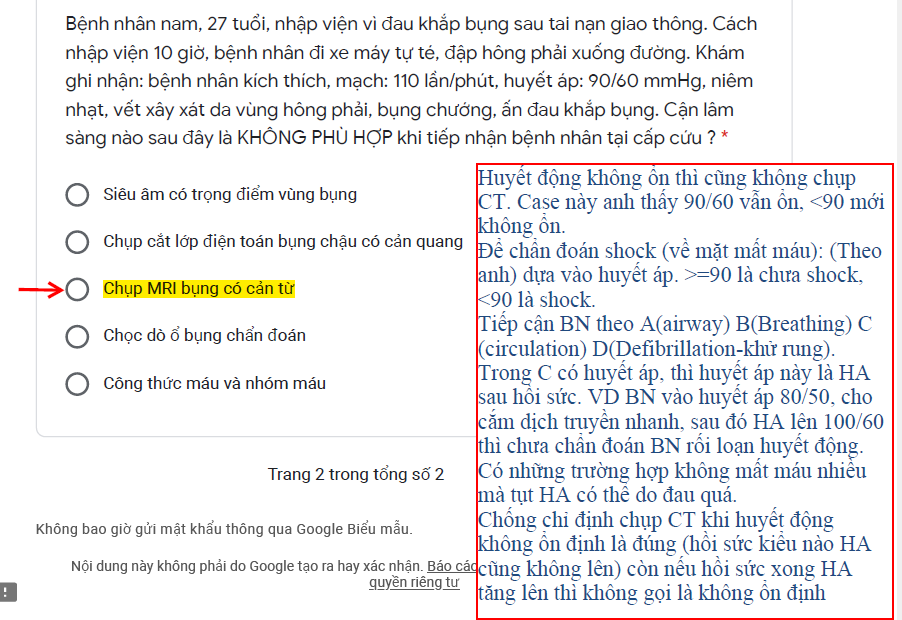 Bệnh nhân nam, 27 tuổi, nhập viện vì đau khắp bụng sau tai nạn giao thông. Cách
nhập viện 10 giờ, bệnh nhân đi xe máy tự té, đập hông phải xuống đường. Khám
ghi nhận: bệnh nhân kích thích, mạch: 110 lần/phút, huyết áp: 90/60 mmHg, niêm
nhạt, vết xây xát da vùng hông phải, bụng chướng, ấn đau khắp bụng. Cận lâm
sàng nào sau đây là KHÔNG PHÙ HỢP khi tiếp nhận bệnh nhân tại cấp cứu ? *
Siêu âm có trọng điểm vùng bụng
Chụp cắt lớp điện toán bụng chậu có cản quang
Chụp MRI bụng có cản từ
Chọc dò ổ bụng chẩn đoán
Công thức máu và nhóm máu
Huyết động không ổn thì cũng không chụp
CT. Case này anh thấy 90/60 vẫn ổn, <90 mới
không ổn.
Để chẩn đoán shock (về mặt mất máu): (Theo
anh) dựa vào huyết áp. >=90 là chưa shock,
<90 là shock.
Tiếp cận BN theo A(airway) B(Breathing) C
(circulation) D(Defibrillation-khử rung).
Trong C có huyết áp, thì huyết áp này là HA
sau hồi sức. VD BN vào huyết áp 80/50, cho
cắm dịch truyền nhanh, sau đó HA lên 100/60
thì chưa chẩn đoán BN rối loạn huyết động.
Có những trường hợp không mất máu nhiều
mà tụt HA có thể do đau quá.
Chống chỉ định chụp CT khi huyết động
không ổn định là đúng (hồi sức kiểu nào HA
cũng không lên) còn nếu hồi sức xong HA
tăng lên thì không gọi là không ổn định
Trang 2 trong tổng số 2
Không bao giờ gửi mật khẩu thông qua Google Biểu mẫu.
Nội dung này không phải do Google tạo ra hay xác nhận. Báo các
quyền riêng tư
!